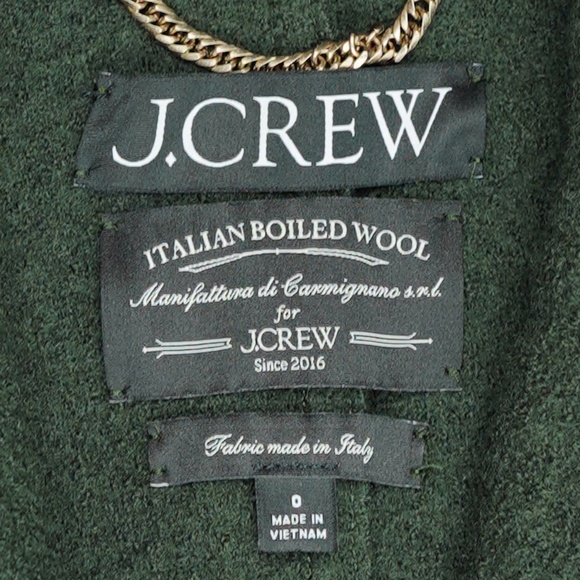 J.CREW
ITALIAN BOILED WOOL
Manifattura di Carmignano s.r.l.
for
J.CREW
Since 2016
Fabric made in Italy
0
MADE IN
VIETNAM